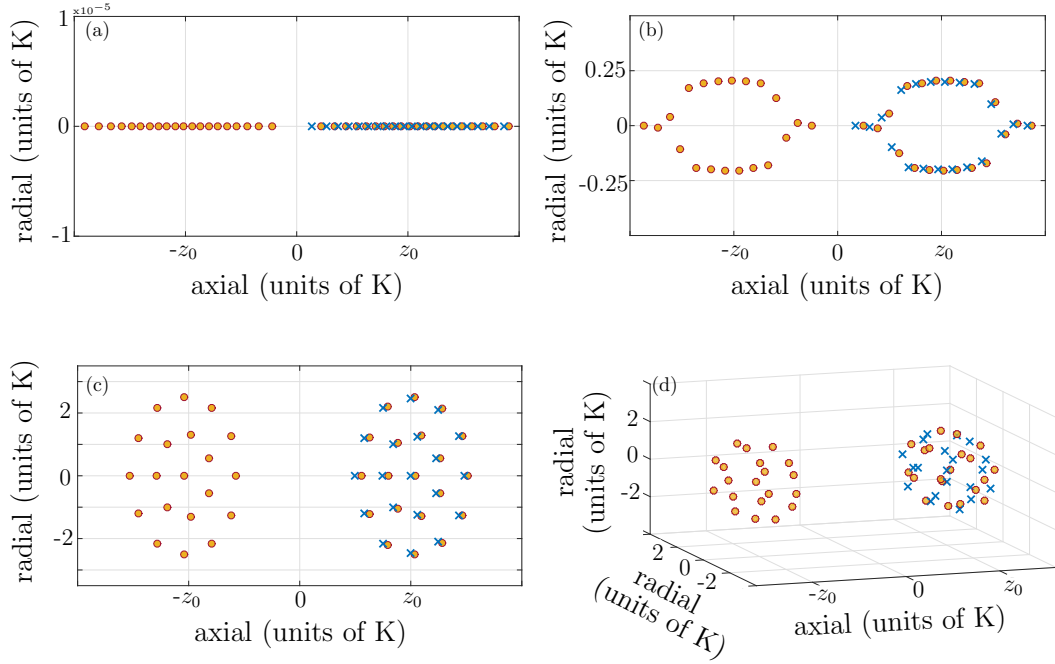 ×10⁻⁵
1
(a)
0
-1
radial (units of K)
-z₀
0
z₀
axial (units of K)
(b)
0.25
0
-0.25
radial (units of K)
-z₀
0
z₀
axial (units of K)
(c)
2
0
-2
radial (units of K)
-z₀
0
z₀
axial (units of K)
(d)
2
0
-2
radial
(units of K)
2
0
-2
radial
(units of K)
-z₀
0
z₀
axial (units of K)